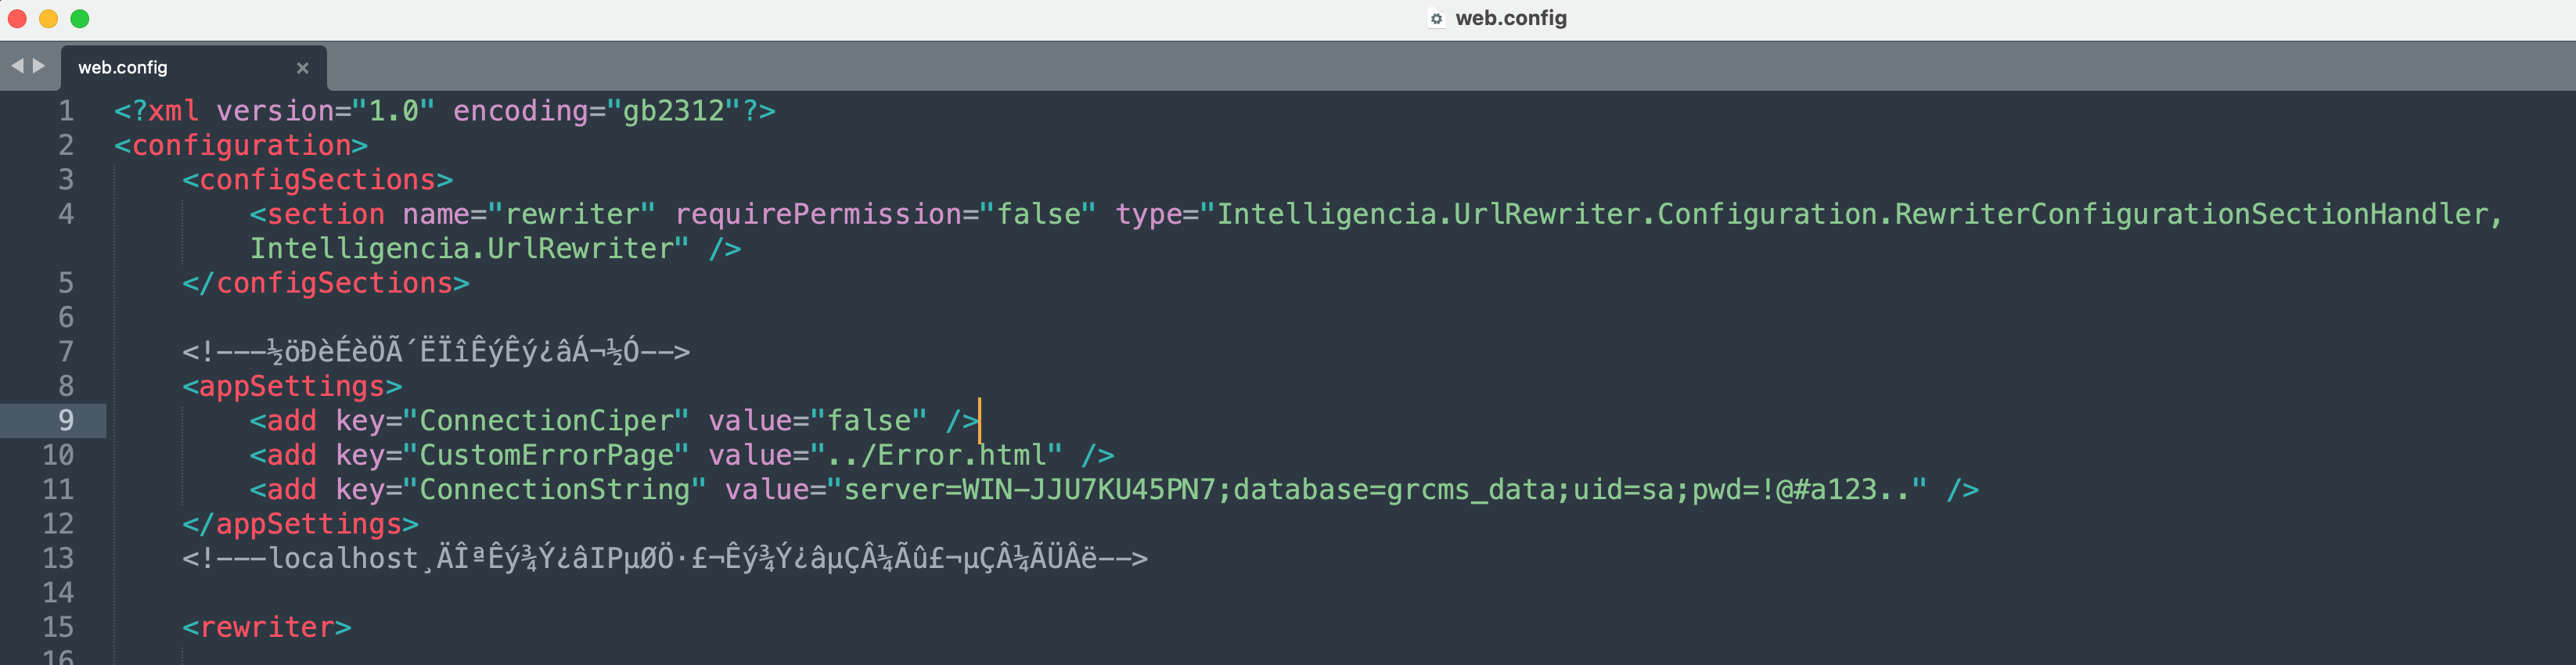 web.config
web.config ×
1 <?xml version="1.0" encoding="gb2312"?>
2 <configuration>
3 <configSections>
4 <section name="rewriter" requirePermission="false" type="Intelligencia.UrlRewriter.Configuration.RewriterConfigurationSectionHandler,
Intelligencia.UrlRewriter" />
5 </configSections>
6
7 <!---½öÐèÉèÖÃ´ËÏîÊýÊý¿âÁ¬½Ó-->
8 <appSettings>
9 <add key="ConnectionCiper" value="false" />
10 <add key="CustomErrorPage" value="../Error.html" />
11 <add key="ConnectionString" value="server=WIN-JJU7KU45PN7;database=grcms_data;uid=sa;pwd=!@#a123.." />
12 </appSettings>
13 <!---localhost¸ÄÎªÊý¾Ý¿âIPµØÖ·£¬Êý¾Ý¿âµÇÂ¼Ãû£¬µÇÂ¼ÃÜÂë-->
14
15 <rewriter>
16